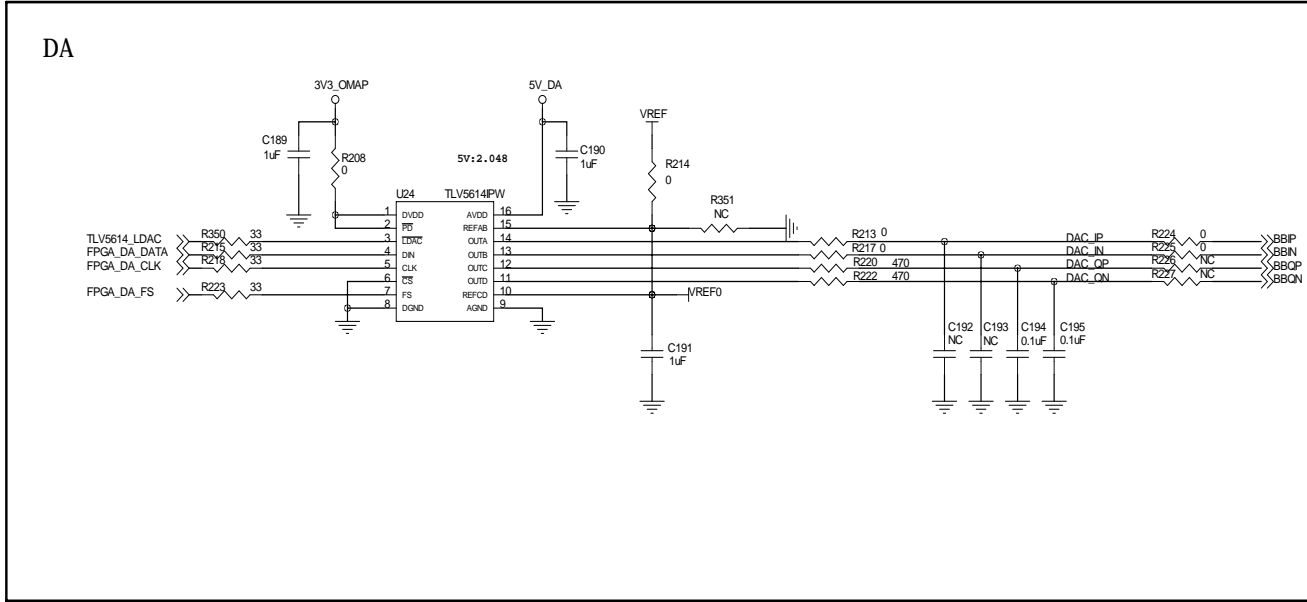 DA
3V3_OMAP
5V_DA
VREF
C189
1uF
R208
0
5V:2.048
C190
1uF
R214
0
R351
NC
U24
TLV5614IPW
1 DVDD AVDD 16
2 PD REFAB 15
3 LDAC OUTA 14
4 DIN OUTB 13
5 CLK OUTC 12
6 CS OUTD 11
7 FS REFCD 10
8 DGND AGND 9
TLV5614_LDAC R350 33
FPGA_DA_DATA R215 33
FPGA_DA_CLK R218 33
FPGA_DA_FS R223 33
R213 0 DAC_IP R224 0 BBIP
R217 0 DAC_IN R225 0 BBIN
R220 470 DAC_QP R226 NC BBQP
R222 470 DAC_QN R227 NC BBQN
VREF0
C191
1uF
C192
NC
C193
NC
C194
0.1uF
C195
0.1uF